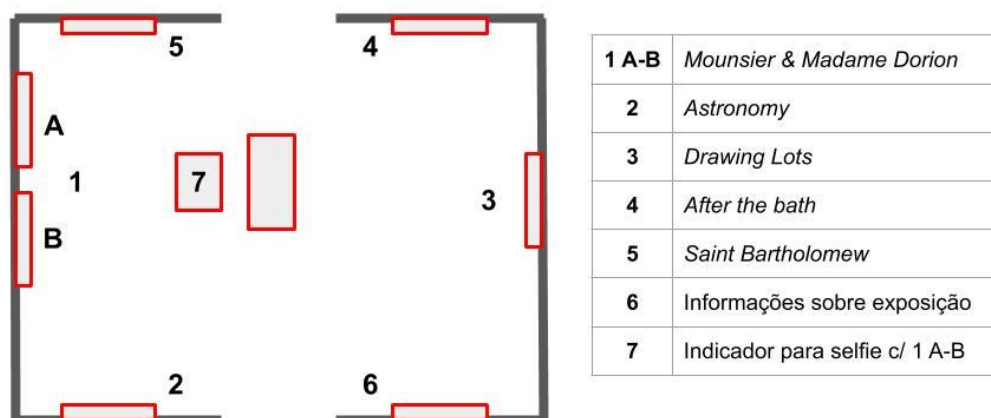 5
4
A
1
7
3
B
2
6
1 A-B Mounsier & Madame Dorion
2 Astronomy
3 Drawing Lots
4 After the bath
5 Saint Bartholomew
6 Informações sobre exposição
7 Indicador para selfie c/ 1 A-B